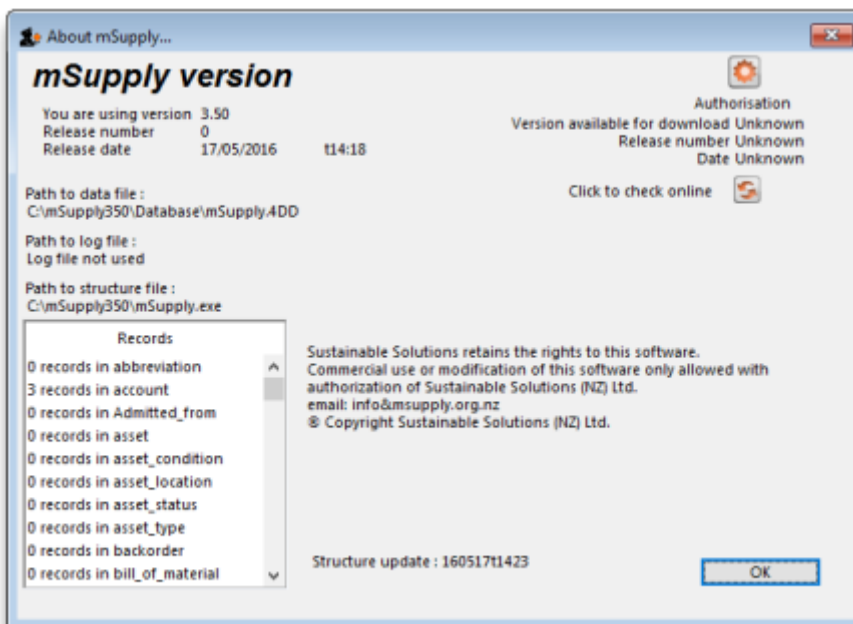 About mSupply...
mSupply version
You are using version 3.50
Release number 0
Release date 17/05/2016 t14:18
Authorisation
Version available for download Unknown
Release number Unknown
Date Unknown
Click to check online
Path to data file :
C:\mSupply350\Database\mSupply.4DD
Path to log file :
Log file not used
Path to structure file :
C:\mSupply350\mSupply.exe
Records
0 records in abbreviation
3 records in account
0 records in Admitted_from
0 records in asset
0 records in asset_condition
0 records in asset_location
0 records in asset_status
0 records in asset_type
0 records in backorder
0 records in bill_of_material
Sustainable Solutions retains the rights to this software.
Commercial use or modification of this software only allowed with
authorization of Sustainable Solutions (NZ) Ltd.
email: info&msupply.org.nz
® Copyright Sustainable Solutions (NZ) Ltd.
Structure update : 160517t1423
OK